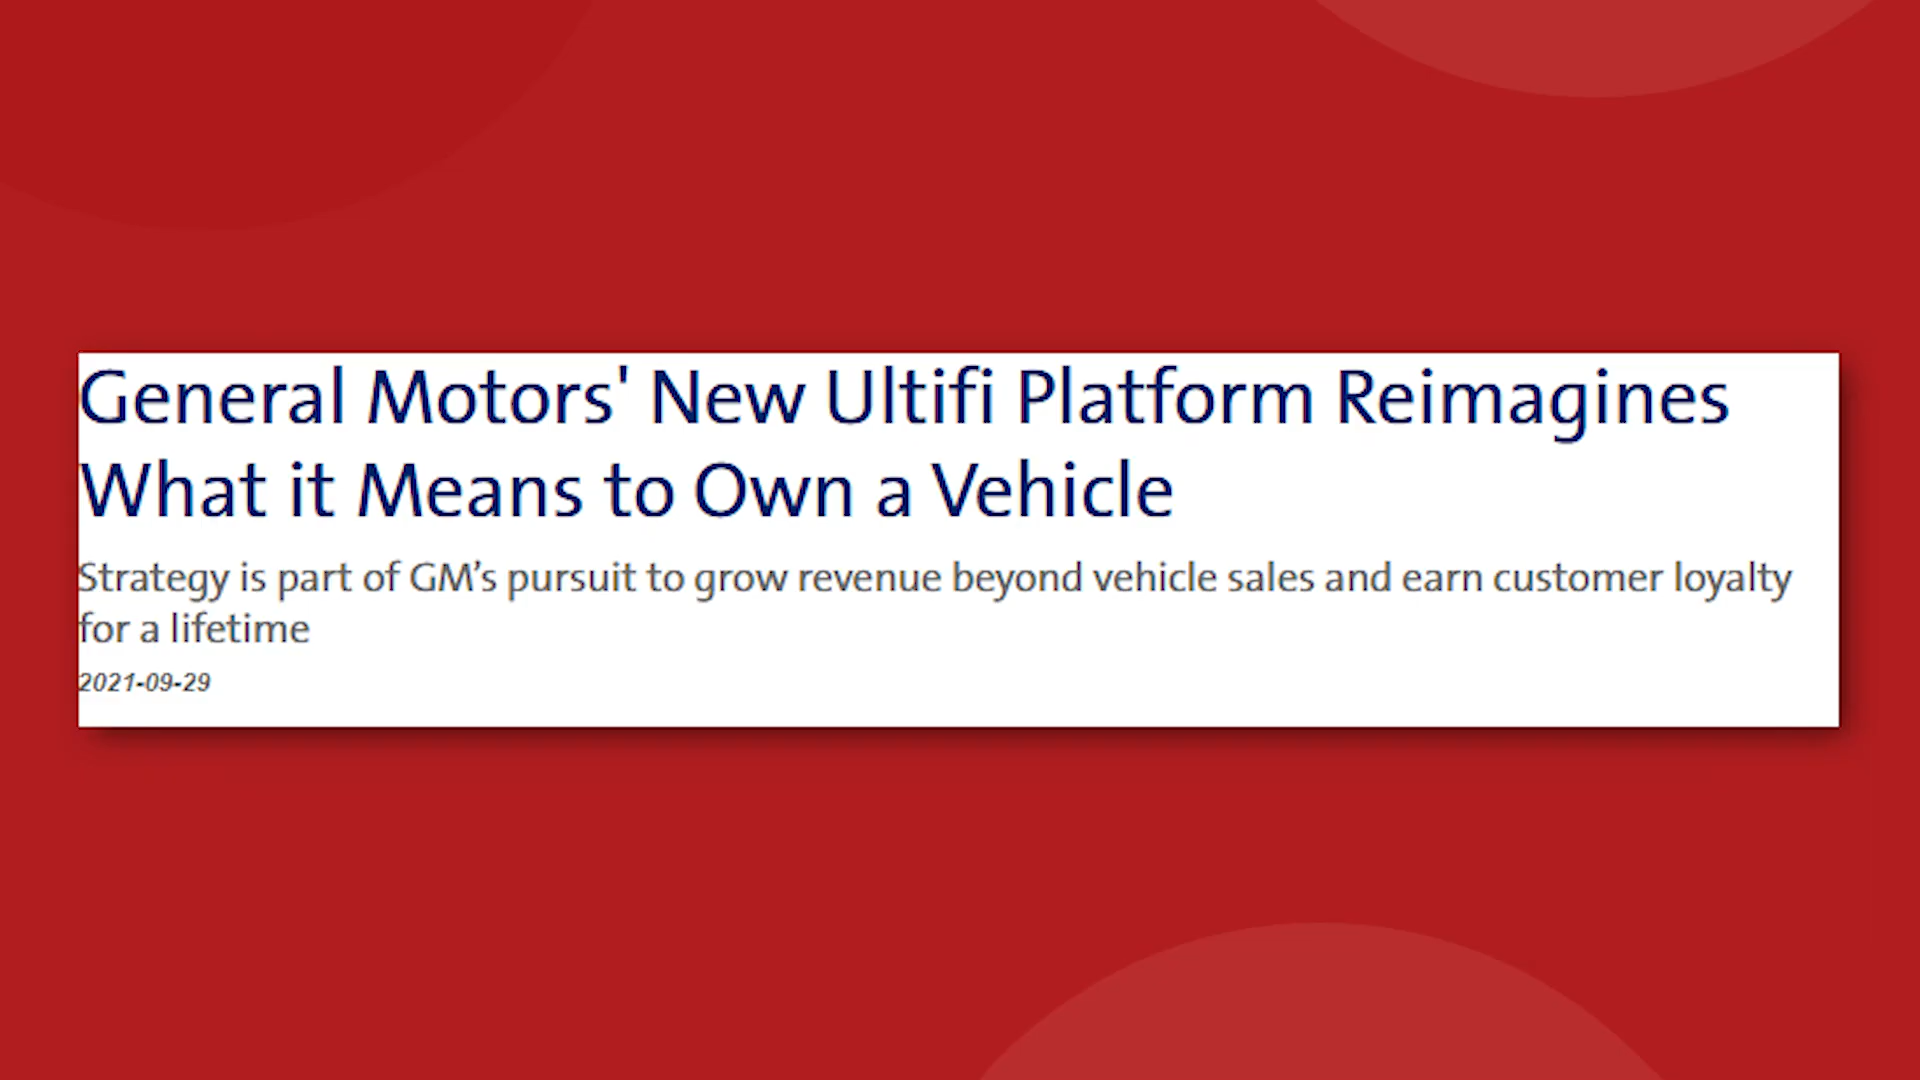 General Motors' New Ultifi Platform Reimagines
What it Means to Own a Vehicle
Strategy is part of GM’s pursuit to grow revenue beyond vehicle sales and earn customer loyalty
for a lifetime
2021-09-29